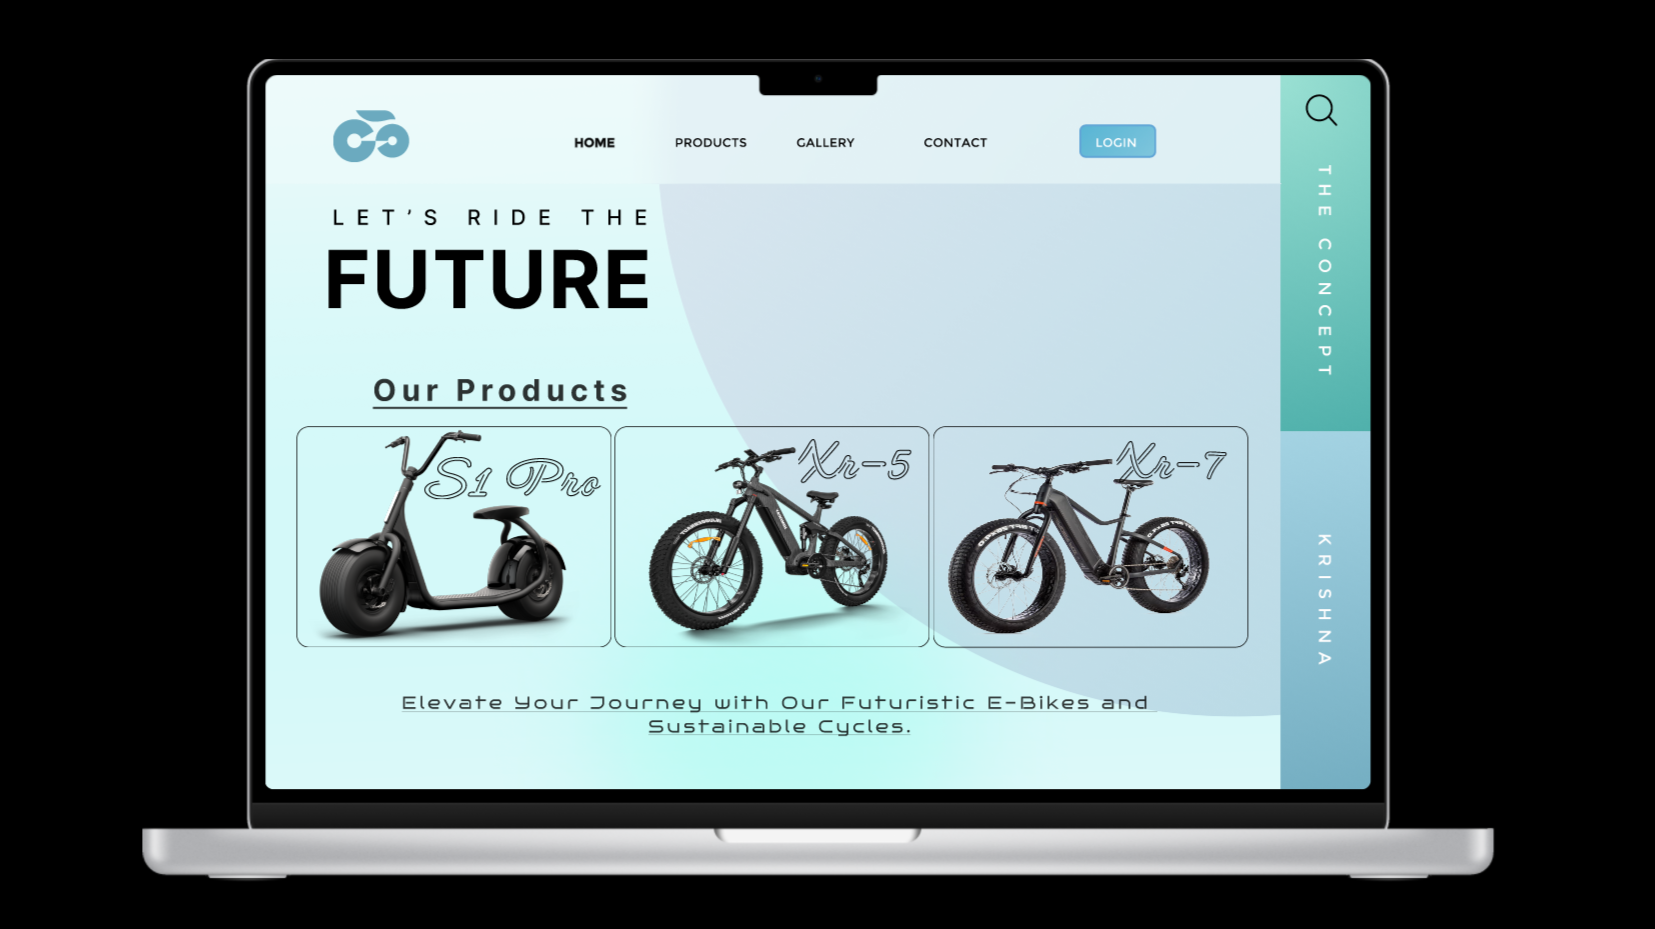 HOME PRODUCTS GALLERY CONTACT LOGIN
LET'S RIDE THE
FUTURE
Our Products
S1 Pro
Xr-5
Xr-7
Elevate Your Journey with Our Futuristic E-Bikes and
Sustainable Cycles.
THE CONCEPT
KRISHNA